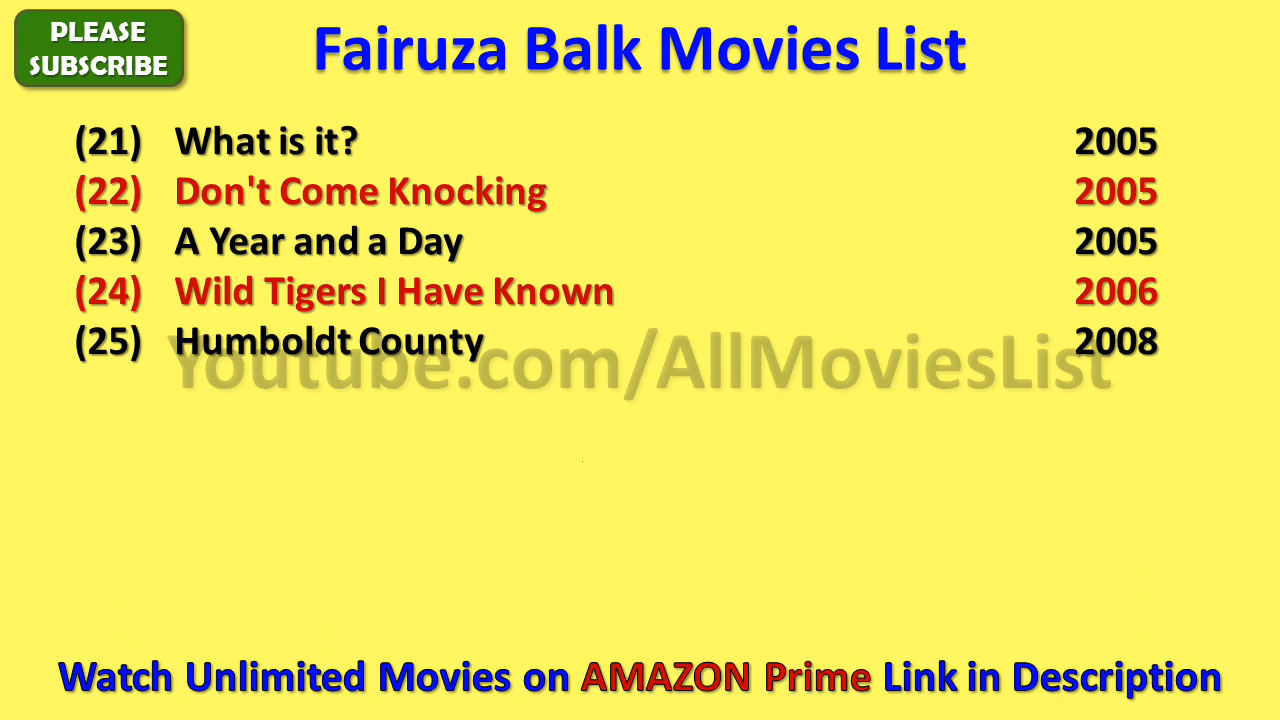 PLEASE
SUBSCRIBE
Fairuza Balk Movies List
(21) What is it? 2005
(22) Don't Come Knocking 2005
(23) A Year and a Day 2005
(24) Wild Tigers I Have Known 2006
(25) Humboldt County 2008
Youtube.com/AllMoviesList
Watch Unlimited Movies on AMAZON Prime Link in Description